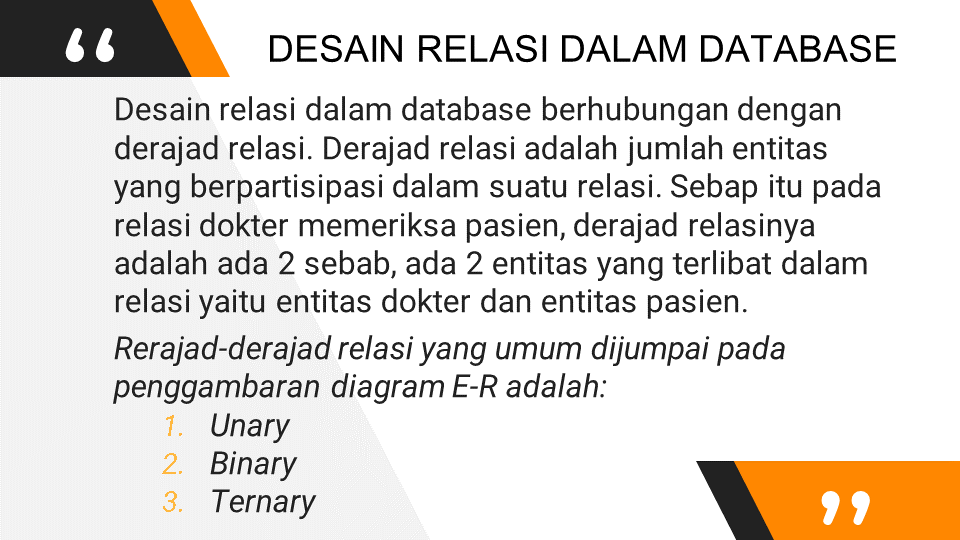 DESAIN RELASI DALAM DATABASE
Desain relasi dalam database berhubungan dengan
derajad relasi. Derajad relasi adalah jumlah entitas
yang berpartisipasi dalam suatu relasi. Sebap itu pada
relasi dokter memeriksa pasien, derajad relasinya
adalah ada 2 sebab, ada 2 entitas yang terlibat dalam
relasi yaitu entitas dokter dan entitas pasien.
Rerajad-derajad relasi yang umum dijumpai pada
penggambaran diagram E-R adalah:
1. Unary
2. Binary
3. Ternary